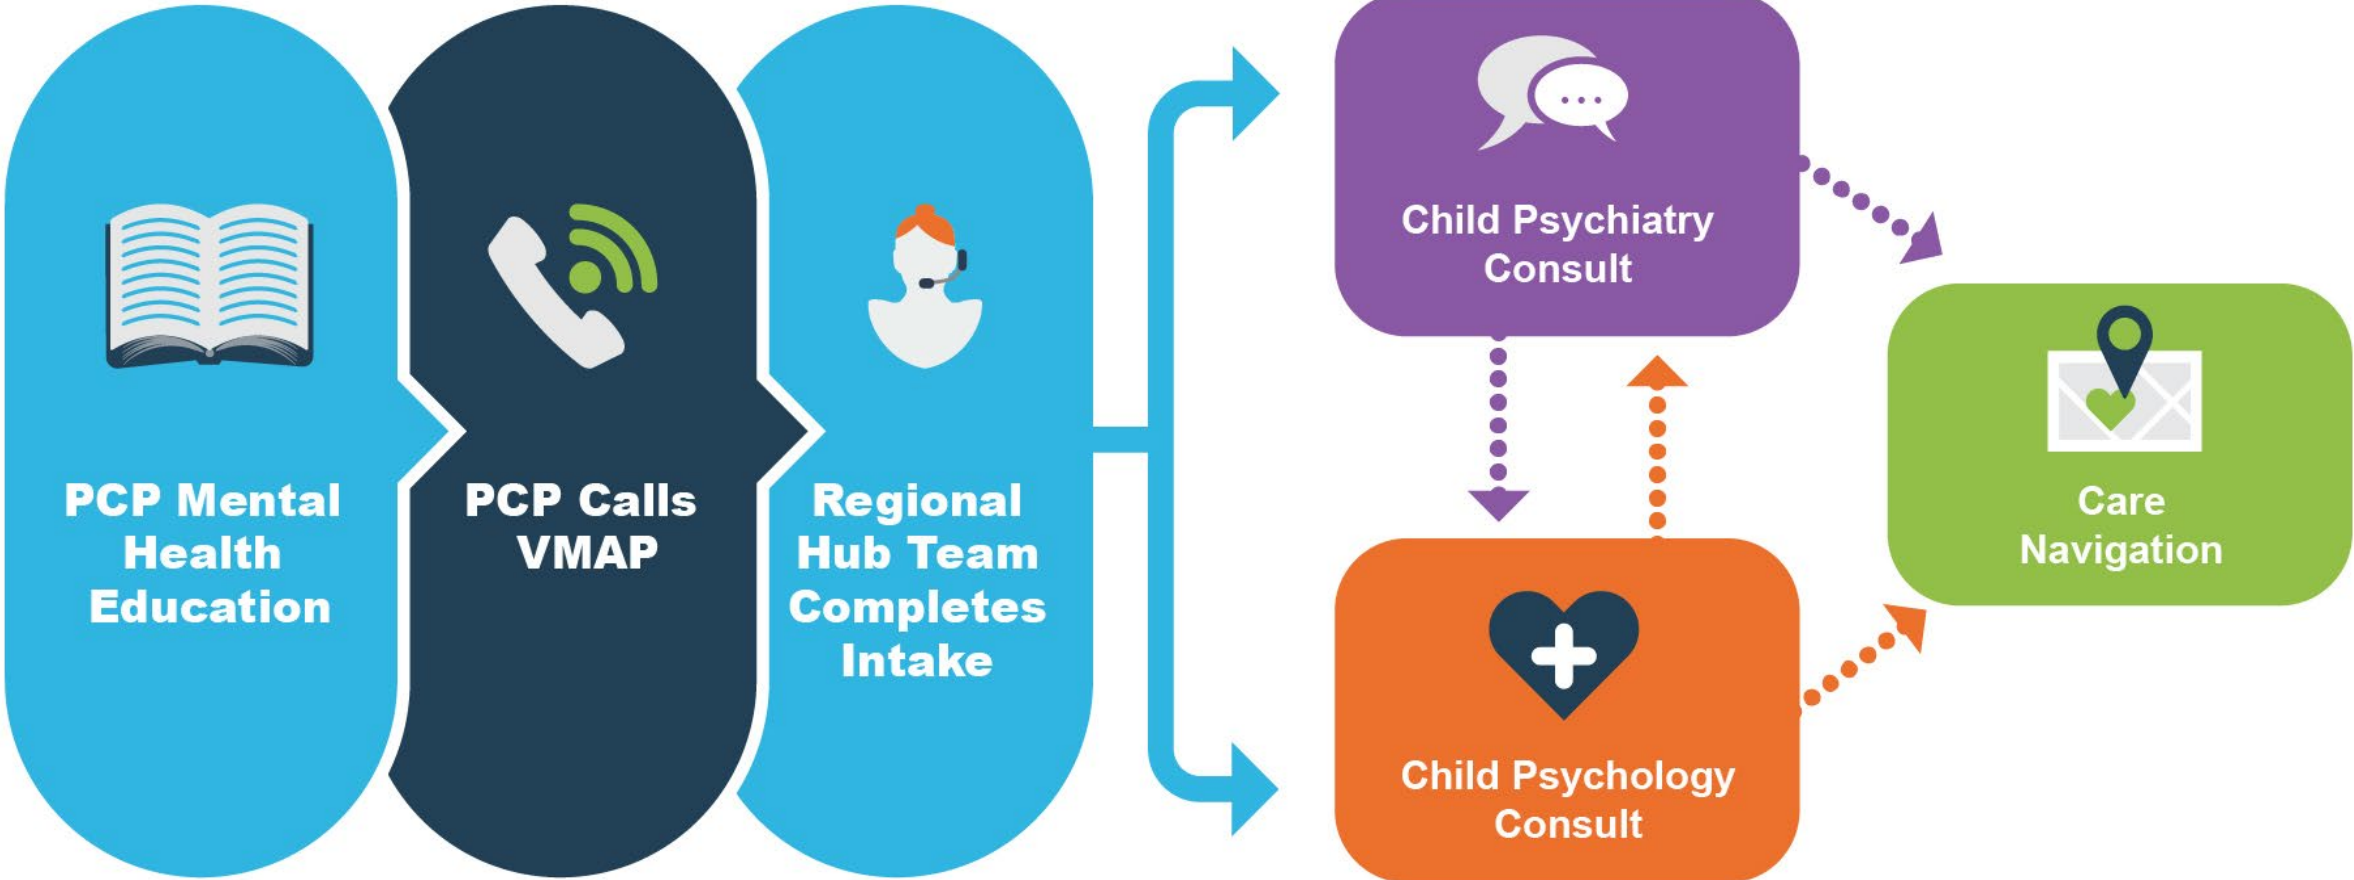 PCP Mental
Health
Education
PCP Calls
VMAP
Regional
Hub Team
Completes
Intake
Child Psychiatry
Consult
Child Psychology
Consult
Care
Navigation